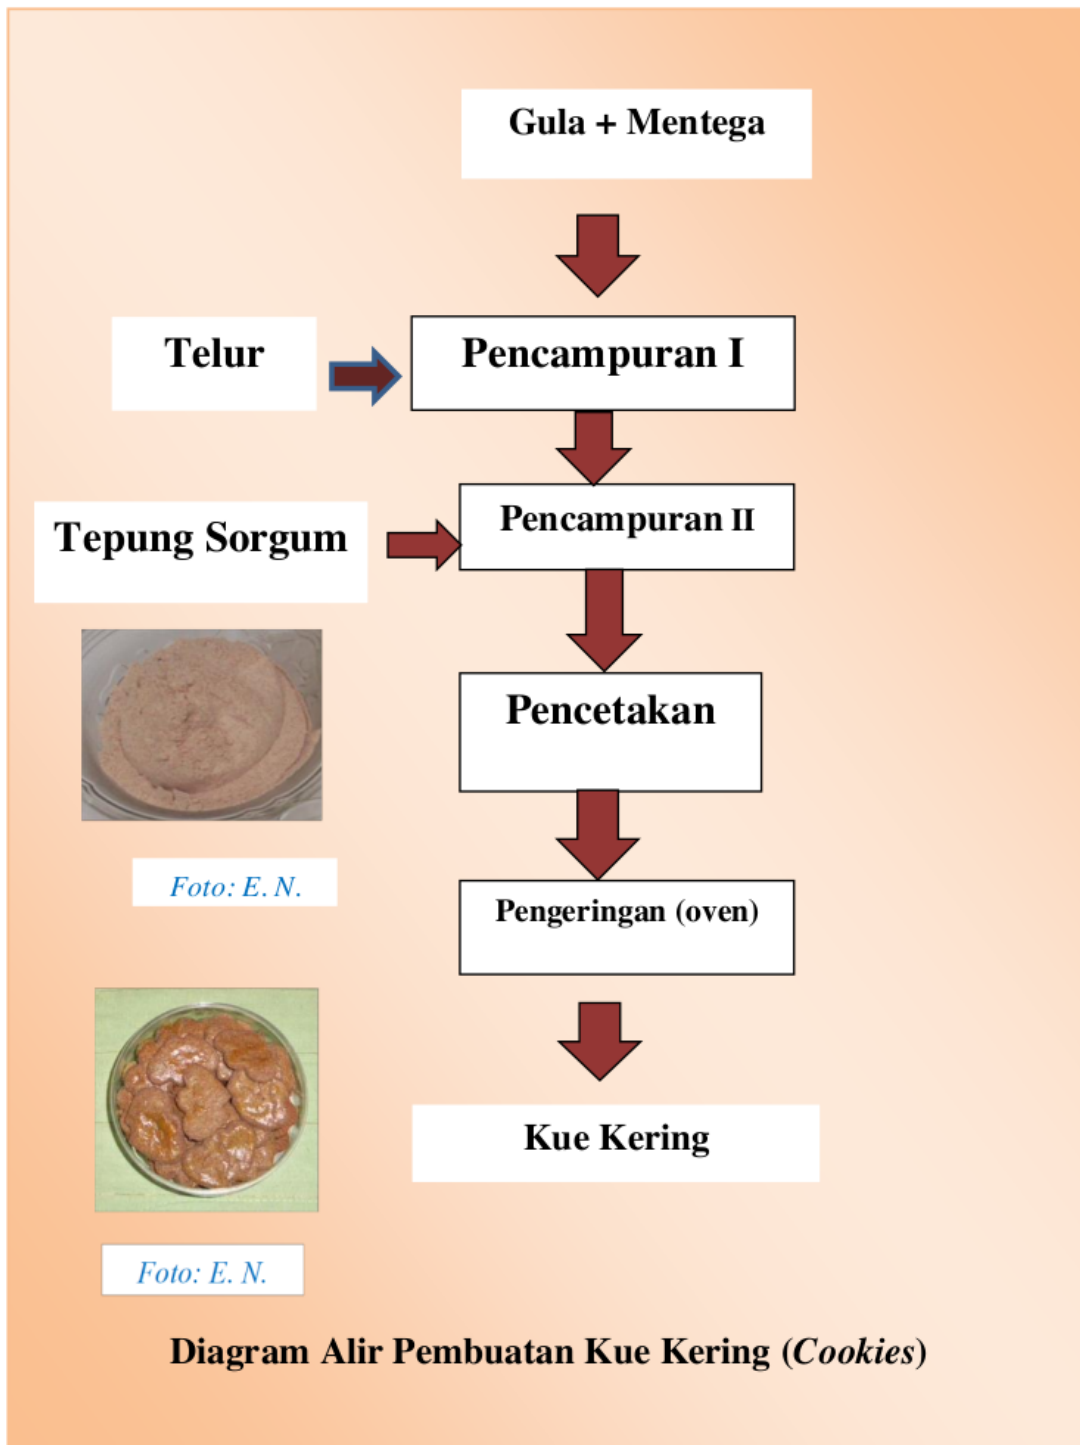 Gula + Mentega
Telur
Pencampuran I
Pencampuran II
Tepung Sorgum
Pencetakan
Foto: E. N.
Pengeringan (oven)
Kue Kering
Foto: E. N.
Diagram Alir Pembuatan Kue Kering (Cookies)